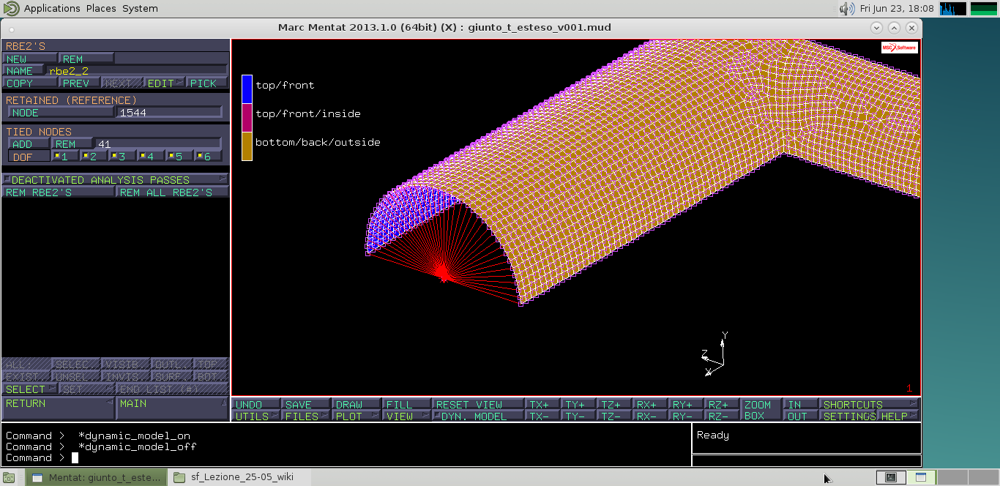 Applications Places System
Fri Jun 23, 18:08
Marc Mentat 2013.1.0 (64bit) (X) : giunto_t_esteso_v001.mud
RBE2'S
NEW REM
NAME rbe2_2
COPY PREV NEXT EDIT PICK
RETAINED (REFERENCE)
NODE 1544
TIED NODES
ADD REM 41
DOF 1 2 3 4 5 6
DEACTIVATED ANALYSIS PASSES
REM RBE2'S REM ALL RBE2'S
ALL: SELEC. VISIB. OUTL. TOP
EXIST. UNSEL. INVIS. SURF. BOT
SELECT SET END LIST (#)
RETURN MAIN
top/front
top/front/inside
bottom/back/outside
MSC Software
Y
Z
X
1
UNDO SAVE DRAW FILL RESET VIEW TX+ TY+ TZ+ RX+ RY+ RZ+ ZOOM IN SHORTCUTS
UTILS FILES PLOT VIEW DYN. MODEL TX- TY- TZ- RX- RY- RZ- BOX OUT SETTINGS HELP
Command > *dynamic_model_on
Command > *dynamic_model_off
Command >
Ready
Mentat: giunto_t_este... sf_Lezione_25-05_wiki